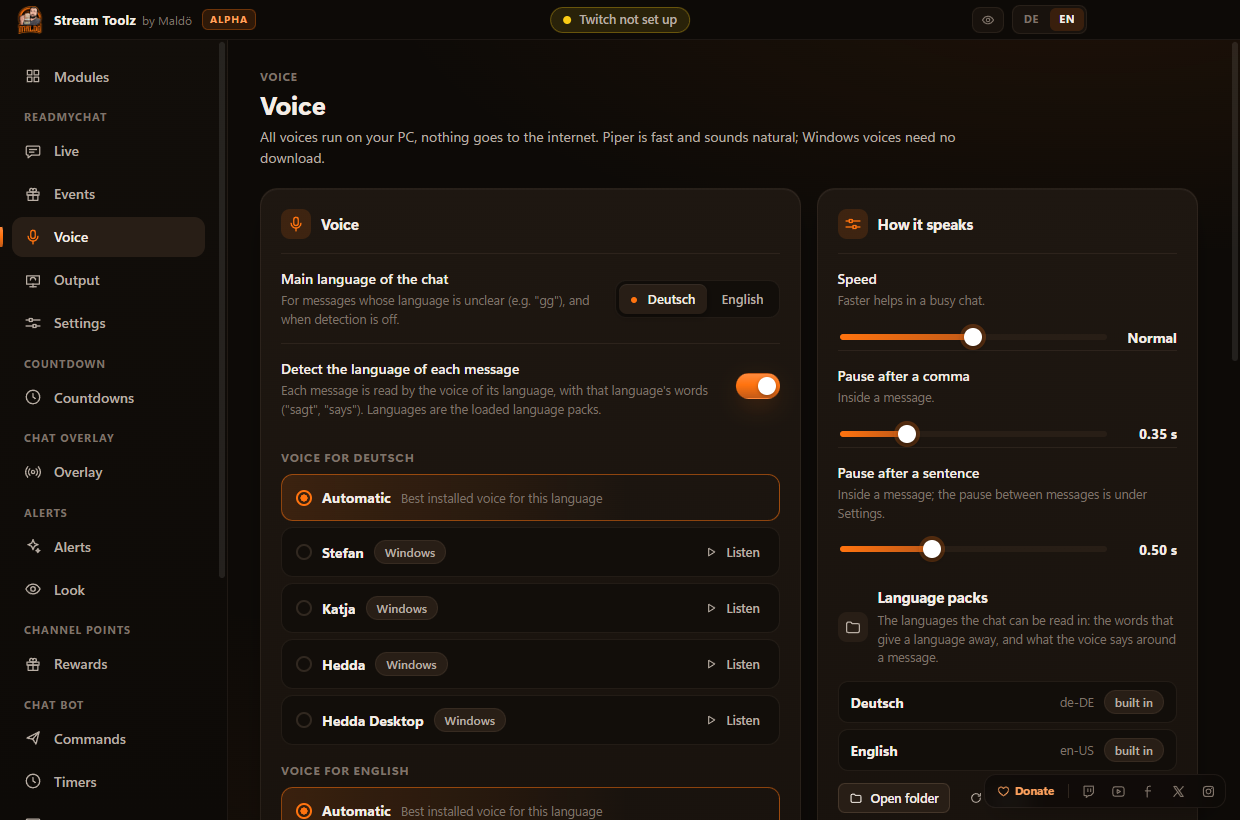 Stream Toolz by Maldö ALPHA
Twitch not set up
DE EN
Modules
READMYCHAT
Live
Events
Voice
Output
Settings
COUNTDOWN
Countdowns
CHAT OVERLAY
Overlay
ALERTS
Alerts
Look
CHANNEL POINTS
Rewards
CHAT BOT
Commands
Timers
VOICE
Voice
All voices run on your PC, nothing goes to the internet. Piper is fast and sounds natural; Windows voices need no
download.
Voice
Main language of the chat
For messages whose language is unclear (e.g. "gg"), and
when detection is off.
Deutsch English
Detect the language of each message
Each message is read by the voice of its language, with that language's words
("sagt", "says"). Languages are the loaded language packs.
VOICE FOR DEUTSCH
Automatic Best installed voice for this language
Stefan Windows Listen
Katja Windows Listen
Hedda Windows Listen
Hedda Desktop Windows Listen
VOICE FOR ENGLISH
Automatic Best installed voice for this language
How it speaks
Speed
Faster helps in a busy chat.
Normal
Pause after a comma
Inside a message.
0.35 s
Pause after a sentence
Inside a message; the pause between messages is under
Settings.
0.50 s
Language packs
The languages the chat can be read in: the words that
give a language away, and what the voice says around
a message.
Deutsch de-DE built in
English en-US built in
Open folder
Donate